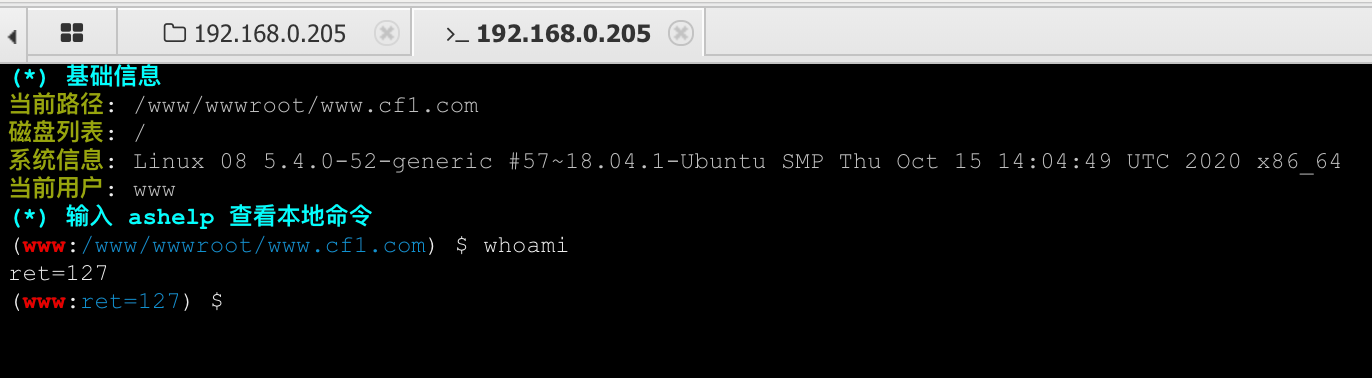 192.168.0.205
>_ 192.168.0.205
(*) 基础信息
当前路径: /www/wwwroot/www.cf1.com
磁盘列表: /
系统信息: Linux 08 5.4.0-52-generic #57~18.04.1-Ubuntu SMP Thu Oct 15 14:04:49 UTC 2020 x86_64
当前用户: www
(*) 输入 ashelp 查看本地命令
(www:/www/wwwroot/www.cf1.com) $ whoami
ret=127
(www:ret=127) $